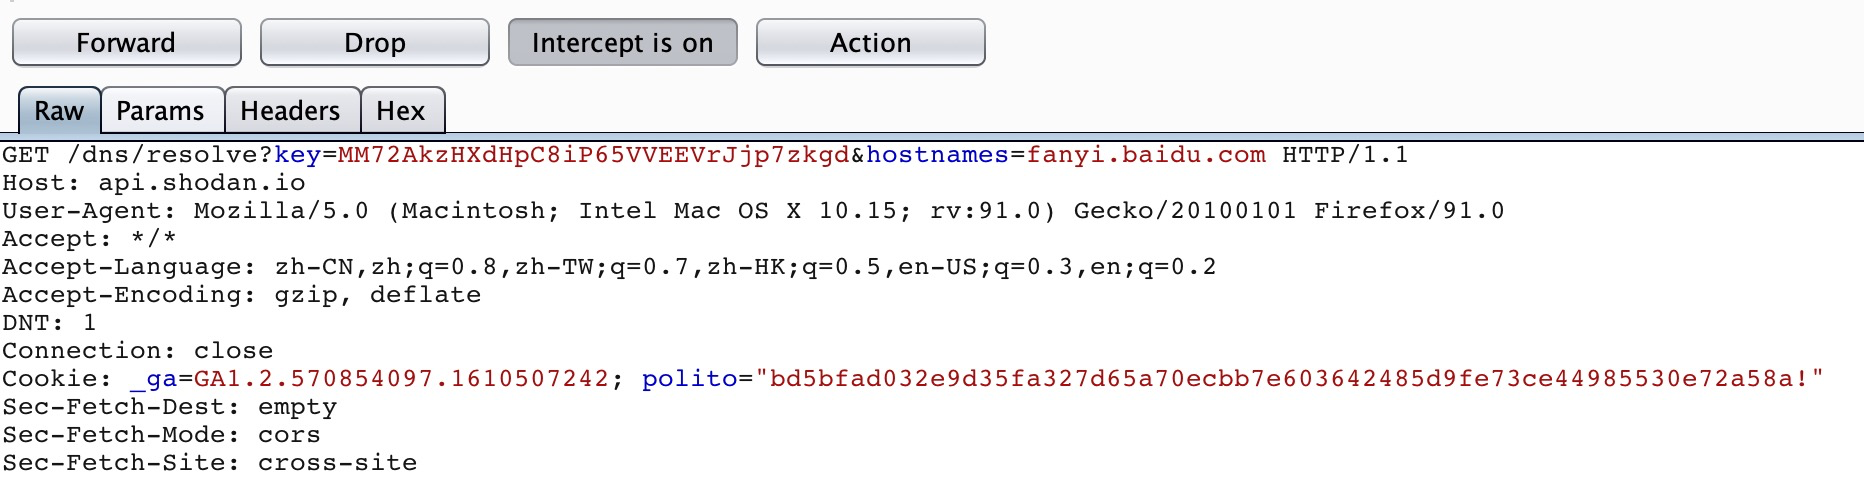 Forward Drop Intercept is on Action
Raw Params Headers Hex
GET /dns/resolve?key=MM72AkzHXdHpC8iP65VVEEVrJjp7zkgd&hostnames=fanyi.baidu.com HTTP/1.1
Host: api.shodan.io
User-Agent: Mozilla/5.0 (Macintosh; Intel Mac OS X 10.15; rv:91.0) Gecko/20100101 Firefox/91.0
Accept: */*
Accept-Language: zh-CN,zh;q=0.8,zh-TW;q=0.7,zh-HK;q=0.5,en-US;q=0.3,en;q=0.2
Accept-Encoding: gzip, deflate
DNT: 1
Connection: close
Cookie: _ga=GA1.2.570854097.1610507242; polito="bd5bfad032e9d35fa327d65a70ecbb7e603642485d9fe73ce44985530e72a58a!"
Sec-Fetch-Dest: empty
Sec-Fetch-Mode: cors
Sec-Fetch-Site: cross-site